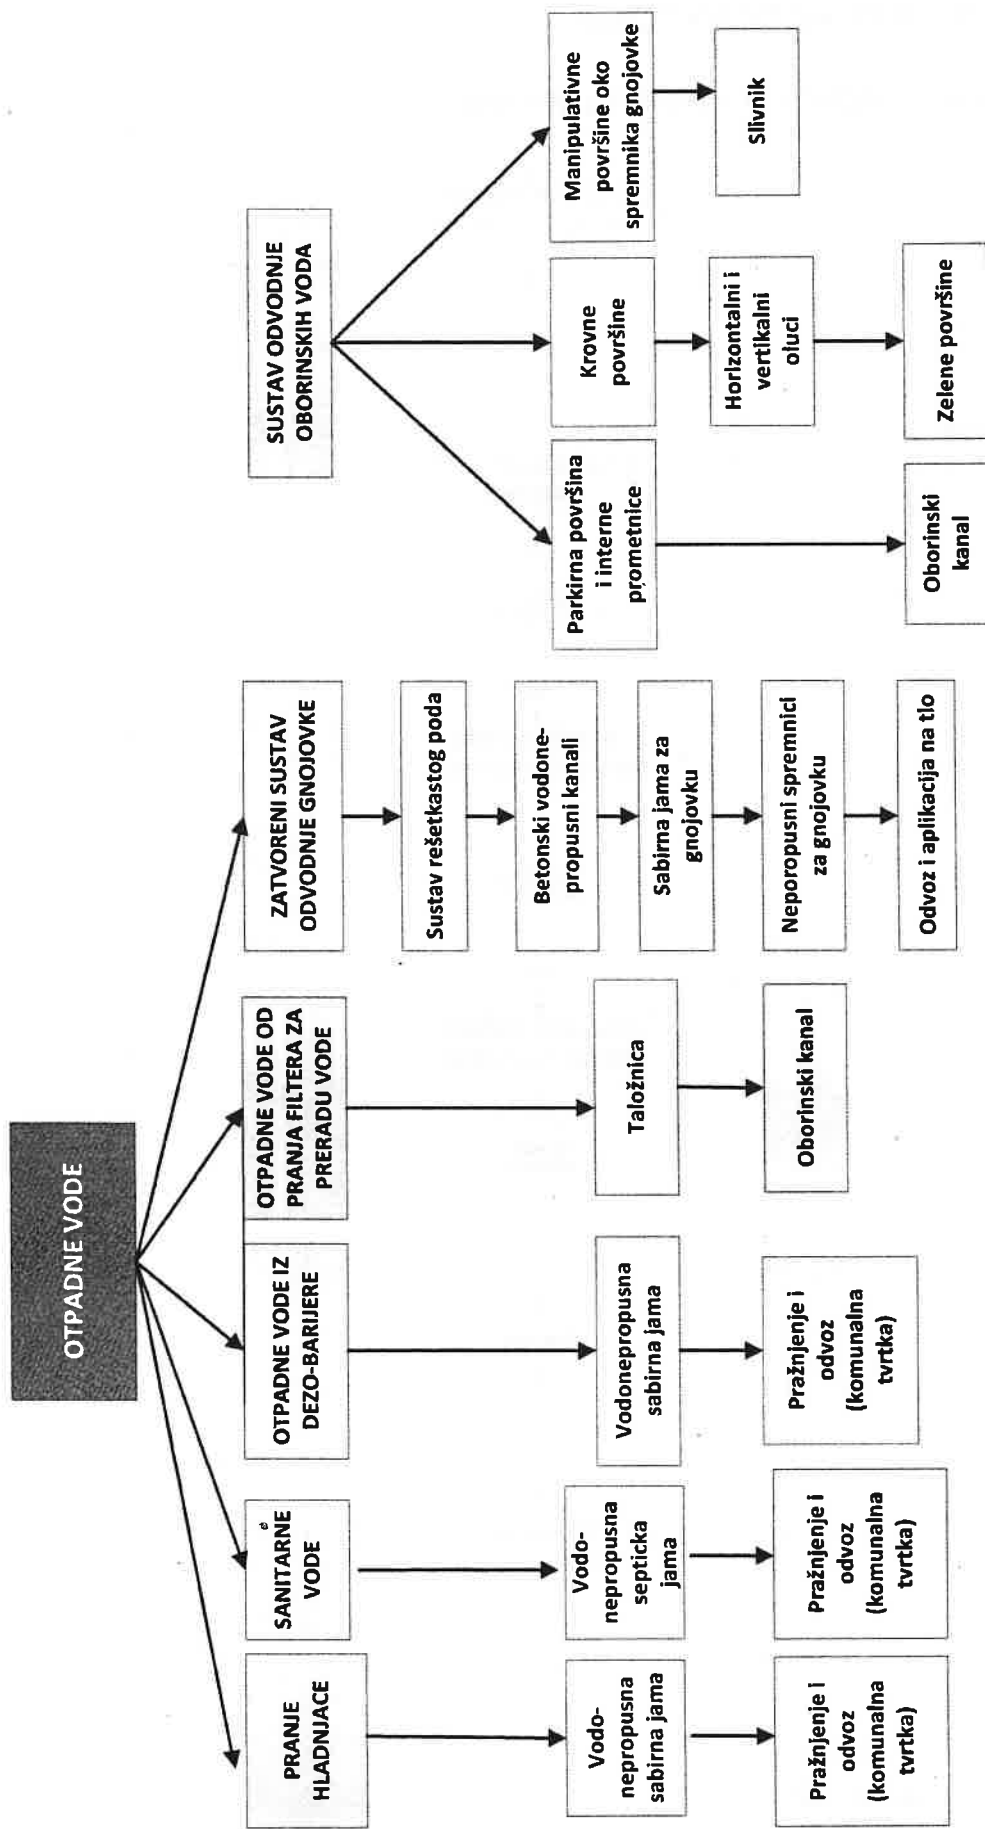 OTPADNE VODE
PRANJE
HLADNJAČE
Vodo-
nepropusna
sabirna jama
Pražnjenje i
odvoz
(komunalna
tvrtka)
SANITARNE
VODE
Vodo-
nepropusna
septicka
jama
Pražnjenje i
odvoz
(komunalna
tvrtka)
OTPADNE VODE IZ
DEZO-BARIJERE
Vodonepropusna
sabirna jama
Pražnjenje i
odvoz
(komunalna
tvrtka)
OTPADNE VODE OD
PRANJA FILTERA ZA
PRERADU VODE
Taložnica
Oborinski kanal
ZATVORENI SUSTAV
ODVODNJE GNOJOVKE
Sustav rešetkastog poda
Betonski vodone-
propusni kanali
Sabirna jama za
gnojovku
Neporopusni spremnici
za gnojovku
Odvoz i aplikacija na tlo
SUSTAV ODVODNJE
OBORINSKIH VODA
Parkirna površina
i interne
prometnice
Oborinski
kanal
Krovne
površine
Horizontalni i
vertikalni
oluci
Zelene površine
Manipulativne
površine oko
spremnika gnojovke
Slivnik